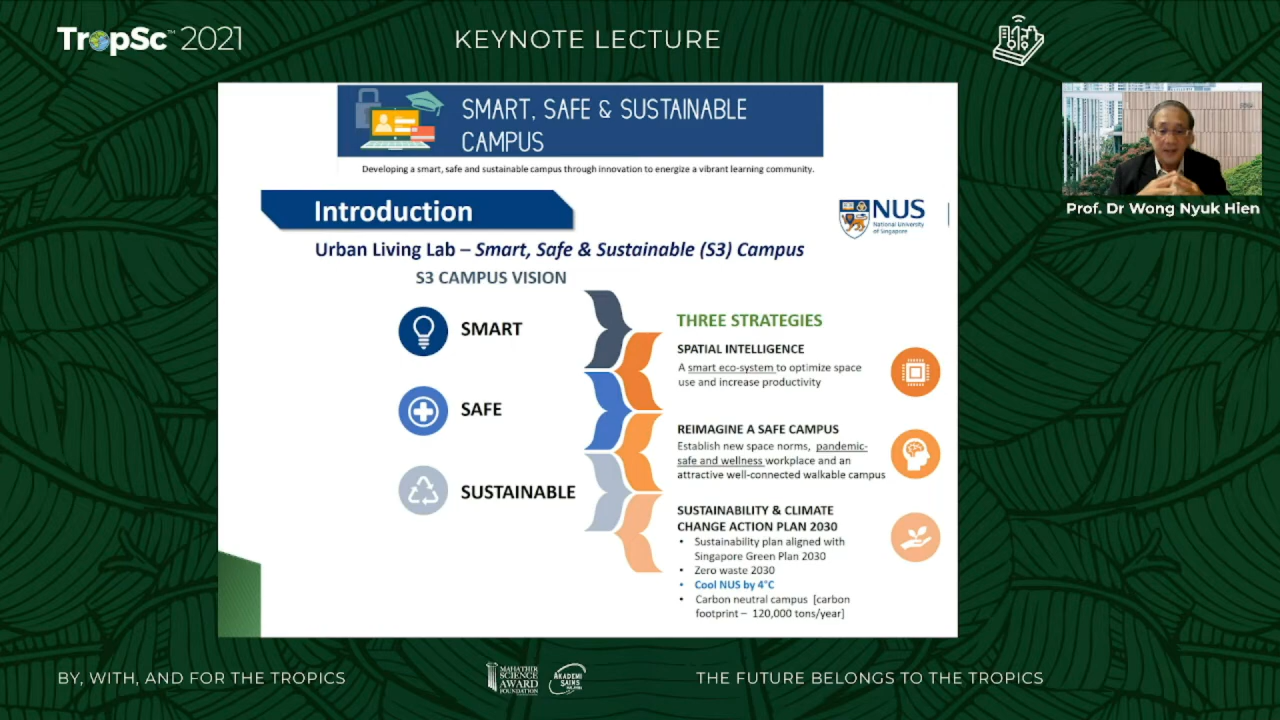 TropSc™ 2021
KEYNOTE LECTURE
SMART, SAFE & SUSTAINABLE
CAMPUS
Developing a smart, safe and sustainable campus through innovation to energize a vibrant learning community.
Introduction
NUS
National University
of Singapore
Urban Living Lab – Smart, Safe & Sustainable (S3) Campus
S3 CAMPUS VISION
SMART
SAFE
SUSTAINABLE
THREE STRATEGIES
SPATIAL INTELLIGENCE
A smart eco-system to optimize space
use and increase productivity
REIMAGINE A SAFE CAMPUS
Establish new space norms, pandemic-
safe and wellness workplace and an
attractive well-connected walkable campus
SUSTAINABILITY & CLIMATE
CHANGE ACTION PLAN 2030
• Sustainability plan aligned with
Singapore Green Plan 2030
• Zero waste 2030
• Cool NUS by 4°C
• Carbon neutral campus [carbon
footprint – 120,000 tons/year]
Prof. Dr Wong Nyuk Hien
BY, WITH, AND FOR THE TROPICS
MAHATHIR
SCIENCE
AWARD
FOUNDATION
AKADEMI
SAINS
THE FUTURE BELONGS TO THE TROPICS